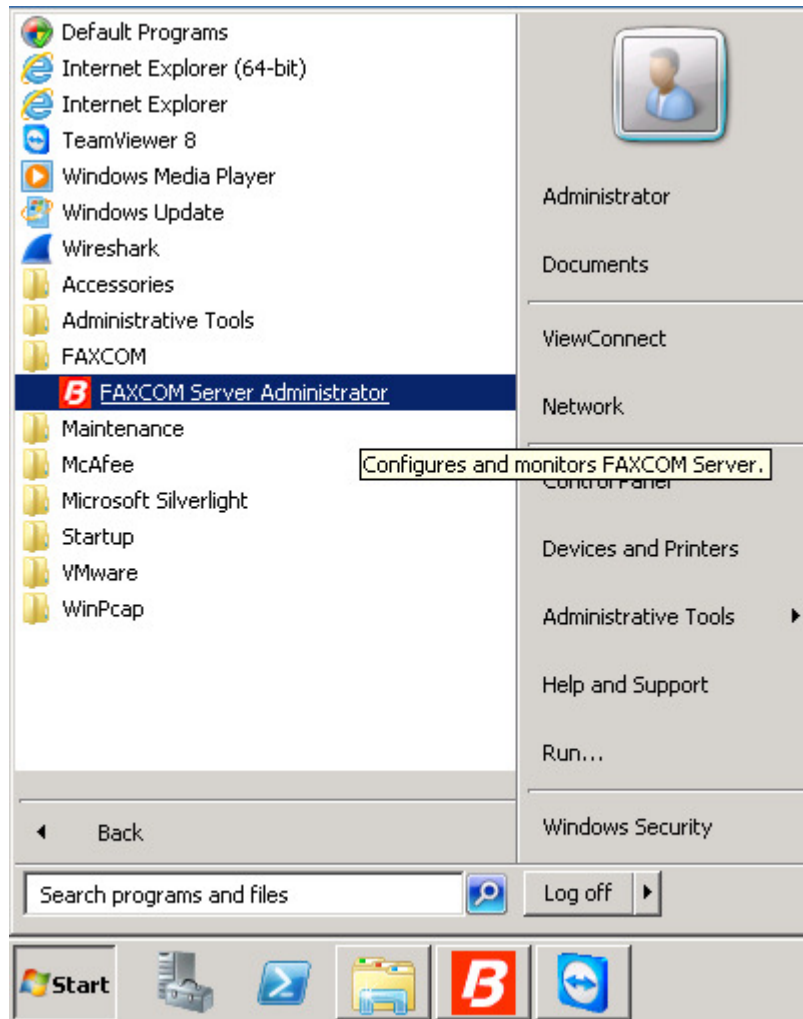 Default Programs
Internet Explorer (64-bit)
Internet Explorer
TeamViewer 8
Windows Media Player
Windows Update
Wireshark
Accessories
Administrative Tools
FAXCOM
B FAXCOM Server Administrator
Maintenance
McAfee
Microsoft Silverlight
Startup
VMware
WinPcap
Back
Search programs and files
Administrator
Documents
ViewConnect
Network
Configures and monitors FAXCOM Server.
Control Panel
Devices and Printers
Administrative Tools
Help and Support
Run...
Windows Security
Log off
Start
B